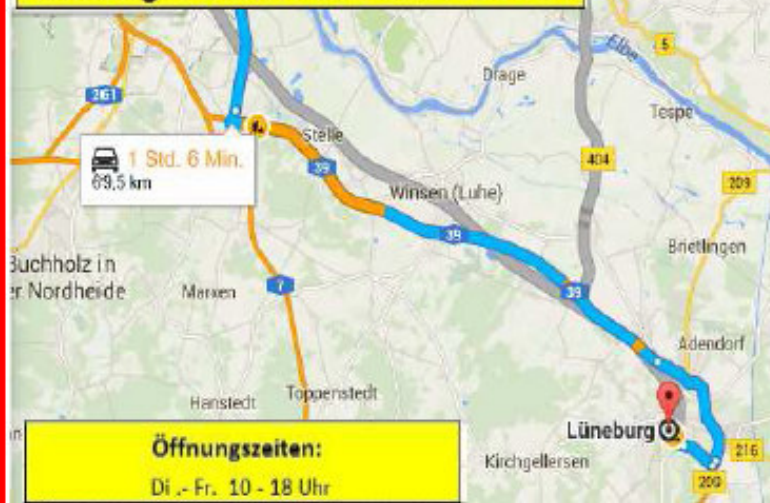 Elbe
5
Drage
261
Tespe
Stelle
1 Std. 6 Min.
69,5 km
39
404
209
Winsen (Luhe)
39
Brietlingen
Buchholz in
er Nordheide
Marxen
7
39
Adendorf
Hanstedt
Toppenstedt
Lüneburg
Kirchgellersen
216
209
Öffnungszeiten:
Di .- Fr. 10 - 18 Uhr